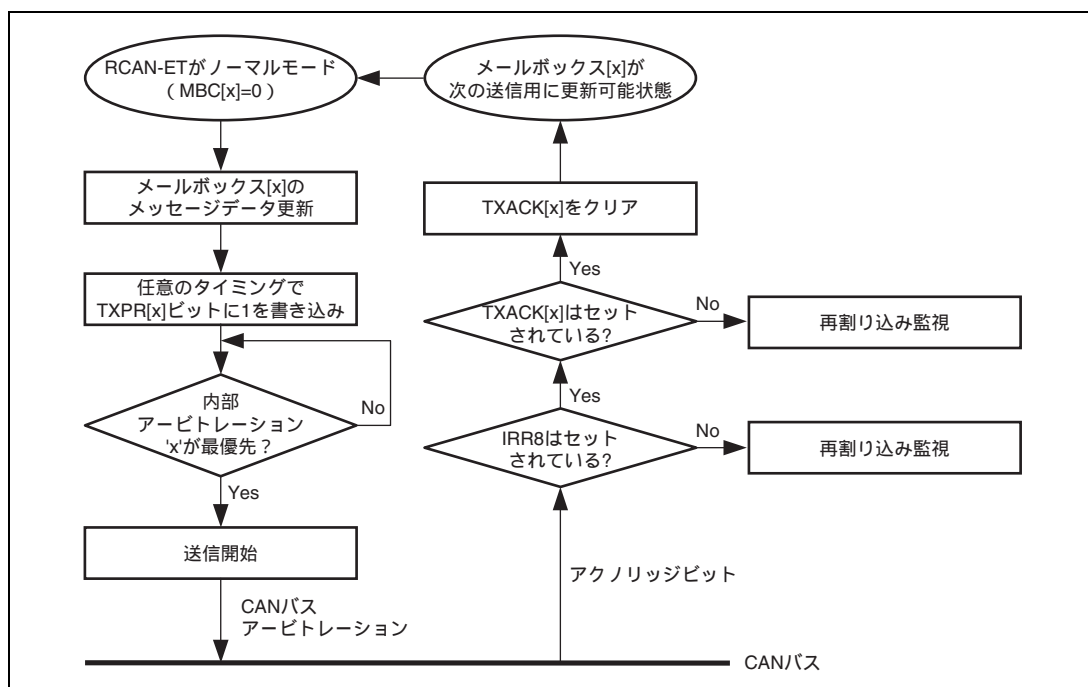 RCAN-ETがノーマルモード
(MBC[x]=0)
メールボックス[x]の
メッセージデータ更新
任意のタイミングで
TXPR[x]ビットに1を書き込み
内部
アービトレーション
'x'が最優先?
No
Yes
送信開始
CANバス
アービトレーション
メールボックス[x]が
次の送信用に更新可能状態
TXACK[x]をクリア
Yes
TXACK[x]はセット
されている?
No
再割り込み監視
Yes
IRR8はセット
されている?
No
再割り込み監視
アクノリッジビット
CANバス